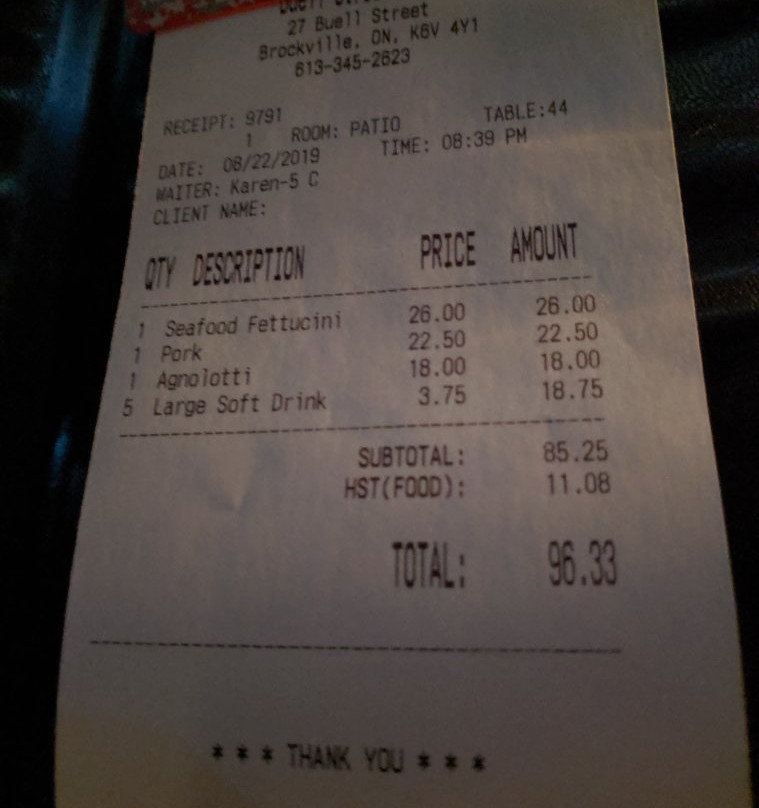 27 Buell Street
Brockville, ON, K6V 4Y1
613-345-2623
RECEIPT: 9791
1 ROOM: PATIO TABLE:44
DATE: 08/22/2019 TIME: 08:39 PM
WAITER: Karen-5 C
CLIENT NAME:
QTY DESCRIPTION PRICE AMOUNT
1 Seafood Fettucini 26.00 26.00
1 Pork 22.50 22.50
1 Agnolotti 18.00 18.00
5 Large Soft Drink 3.75 18.75
SUBTOTAL: 85.25
HST(FOOD): 11.08
TOTAL: 96.33
* * * THANK YOU * * *